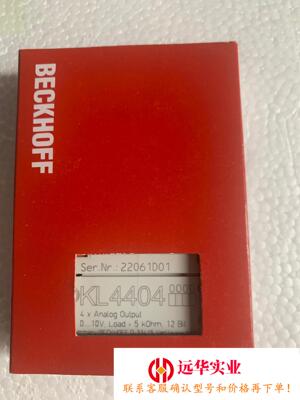 BECKHOFF
Ser.Nr.: 22061D01
KL4404 0000
4 x Analog Output
0... 10V, Load > 5 kOhm, 12 Bit
远华实业
联系客服确认型号和价格再下单！